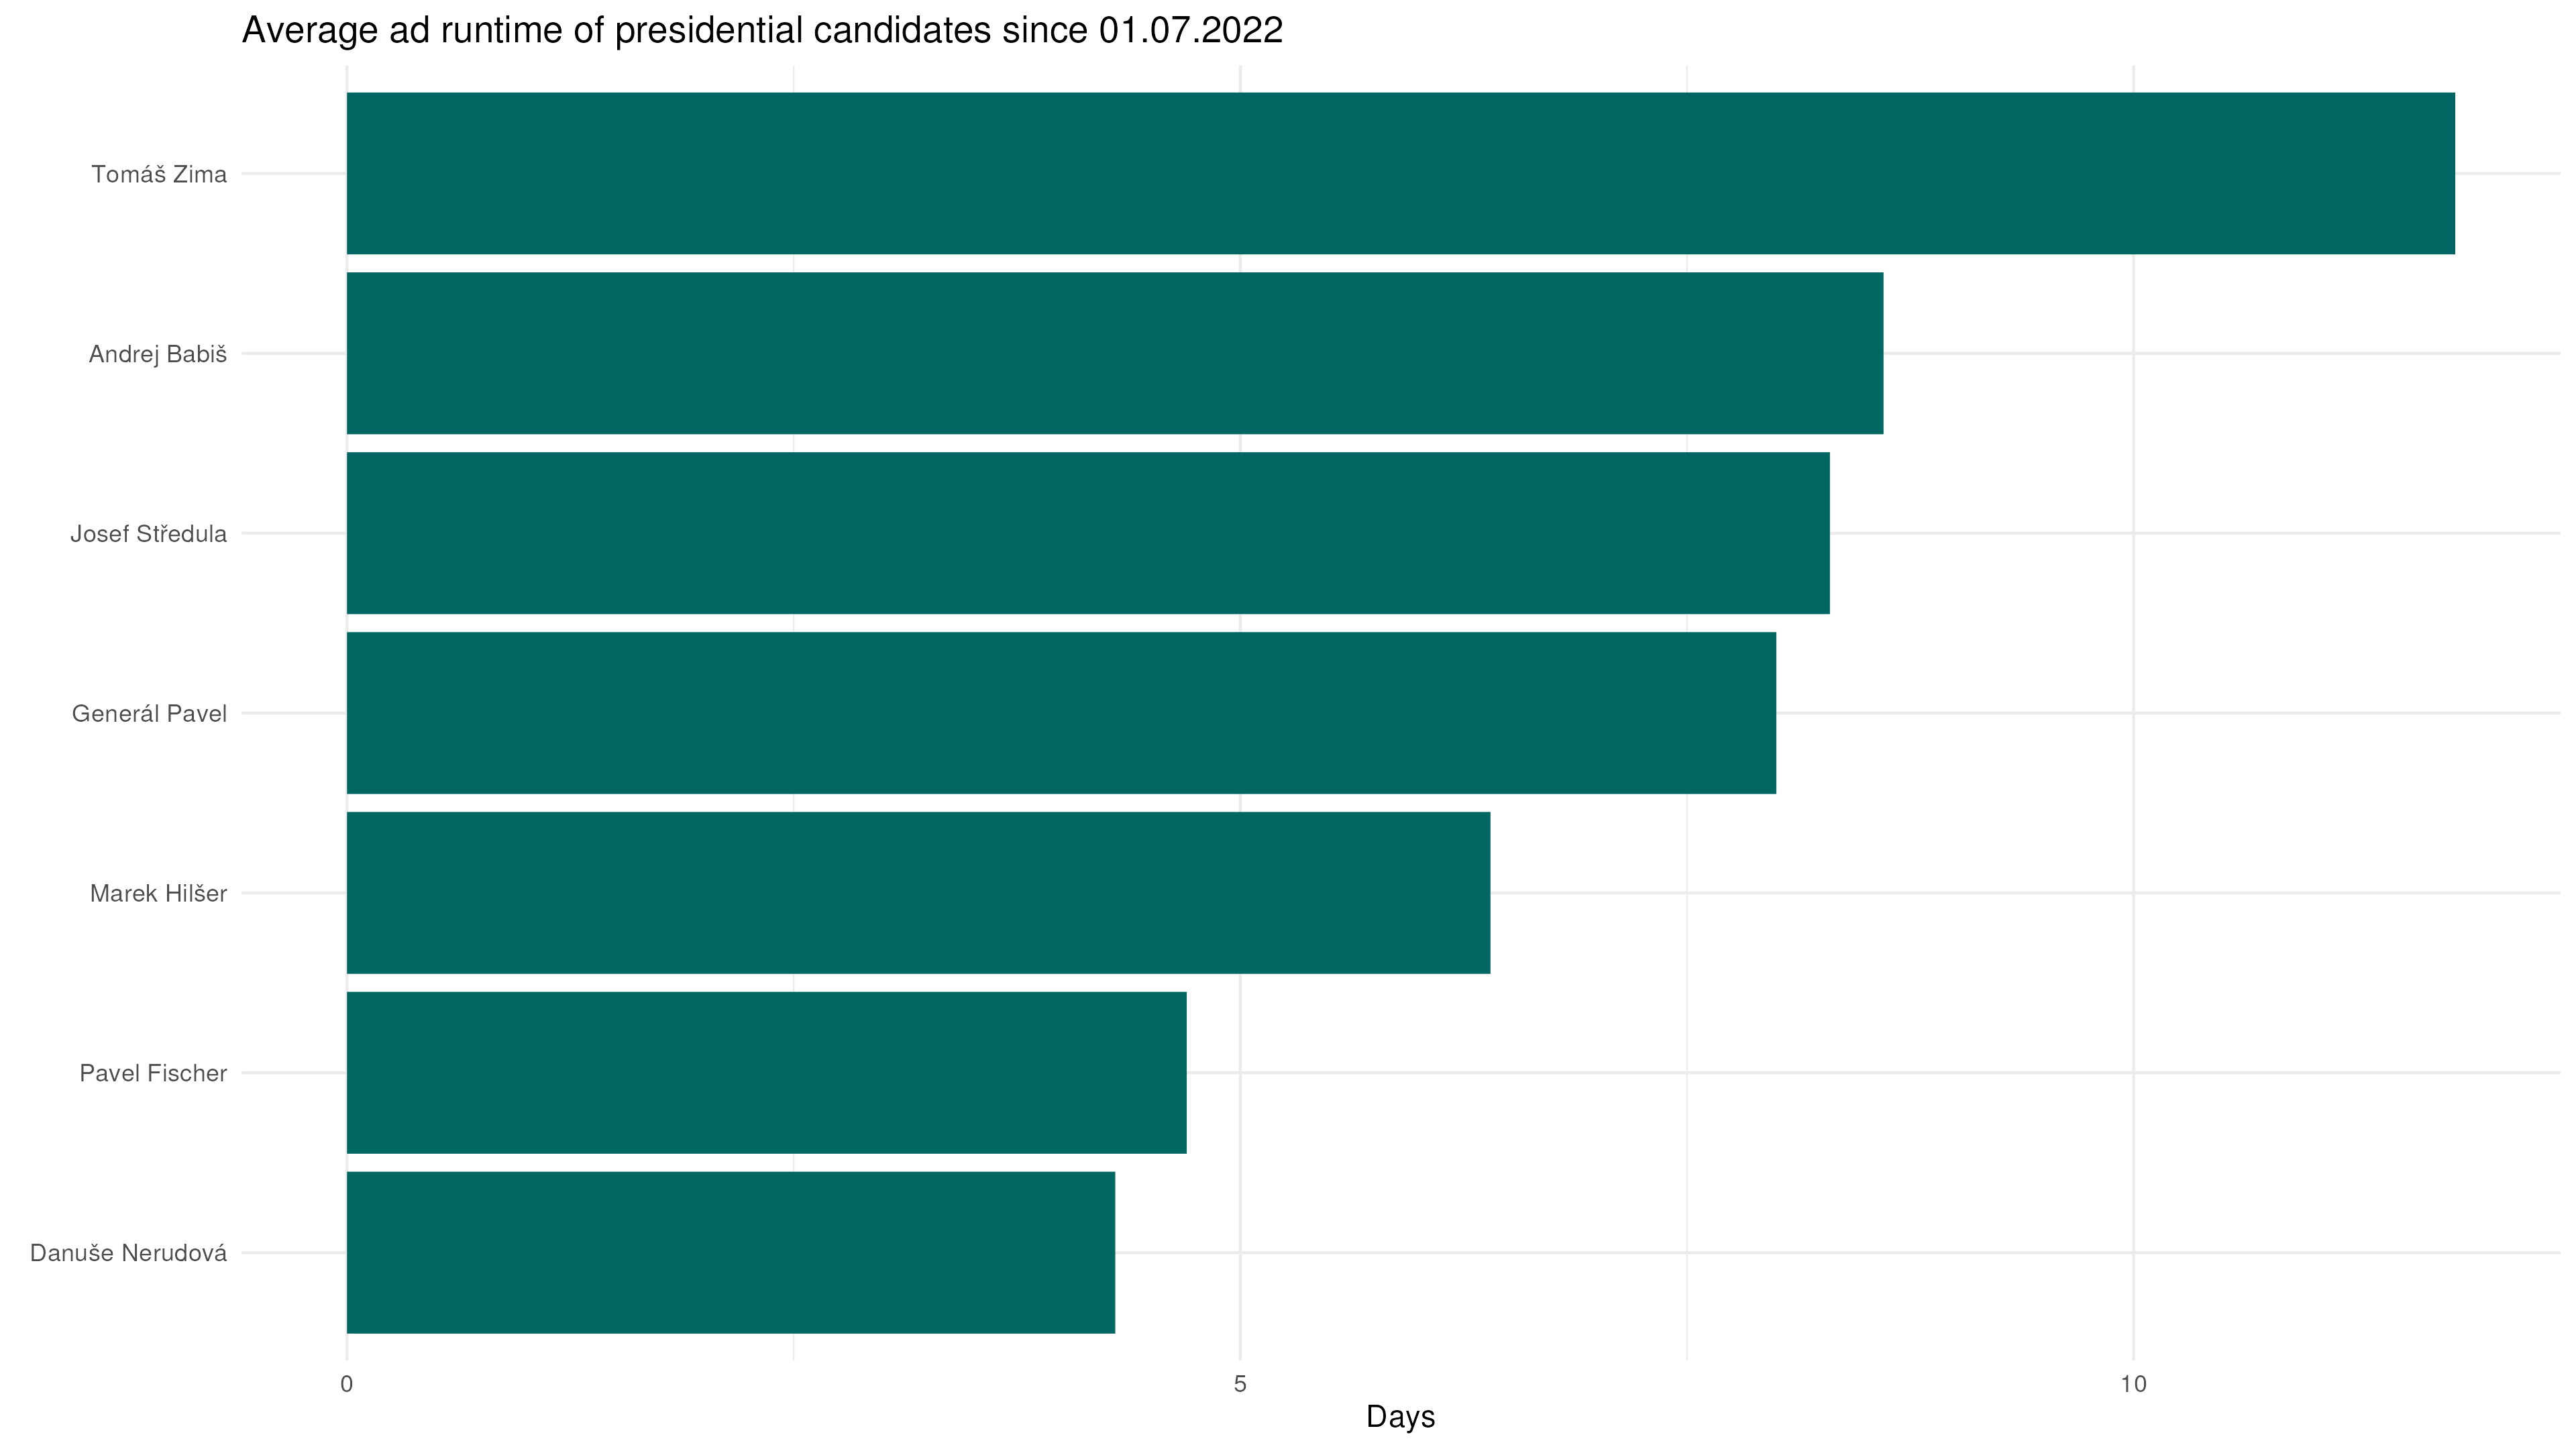 Average ad runtime of presidential candidates since 01.07.2022
Tomáš Zima
Andrej Babiš
Josef Středula
Generál Pavel
Marek Hilšer
Pavel Fischer
Danuše Nerudová
0 5 10
Days